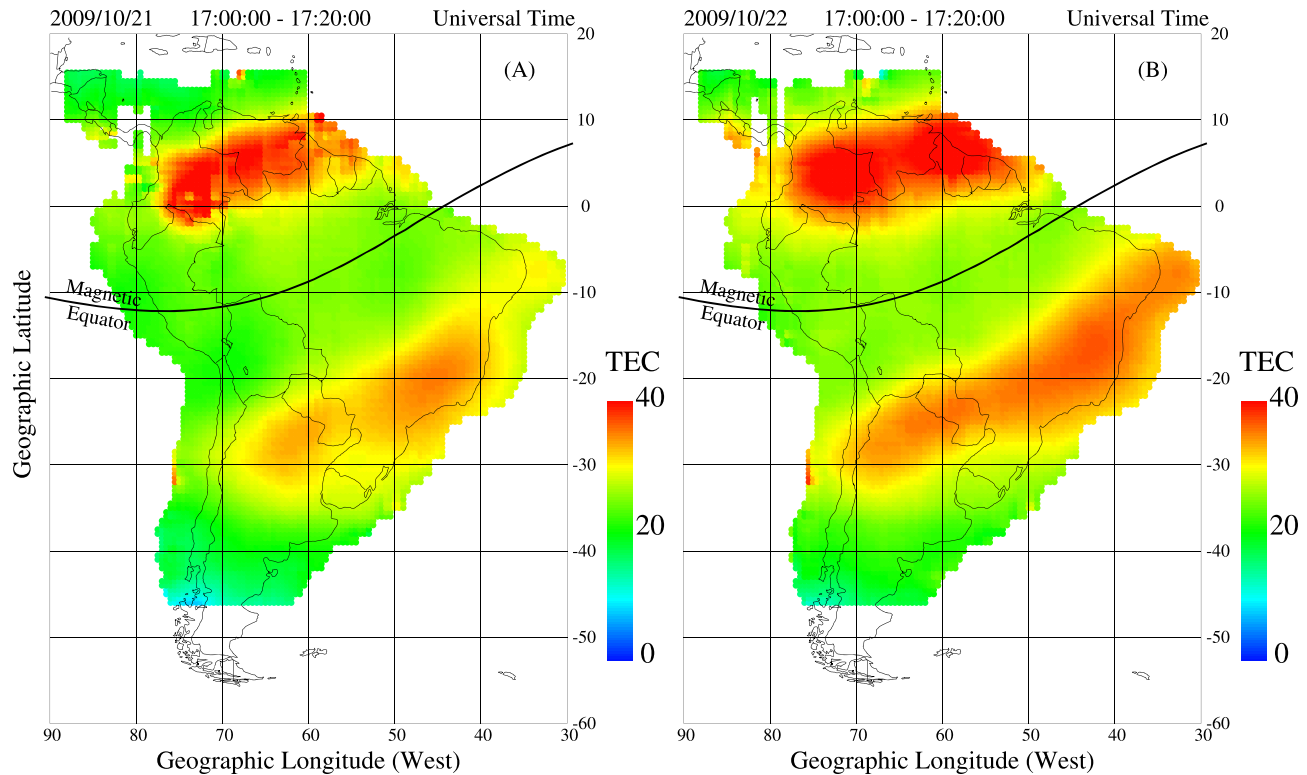 2009/10/21 17:00:00 - 17:20:00 Universal Time
(A)
20
10
0
-10
-20
-30
-40
-50
-60
Magnetic
Equator
Geographic Latitude
TEC
40
20
0
90 80 70 60 50 40 30
Geographic Longitude (West)
2009/10/22 17:00:00 - 17:20:00 Universal Time
(B)
20
10
0
-10
-20
-30
-40
-50
-60
Magnetic
Equator
TEC
40
20
0
90 80 70 60 50 40 30
Geographic Longitude (West)